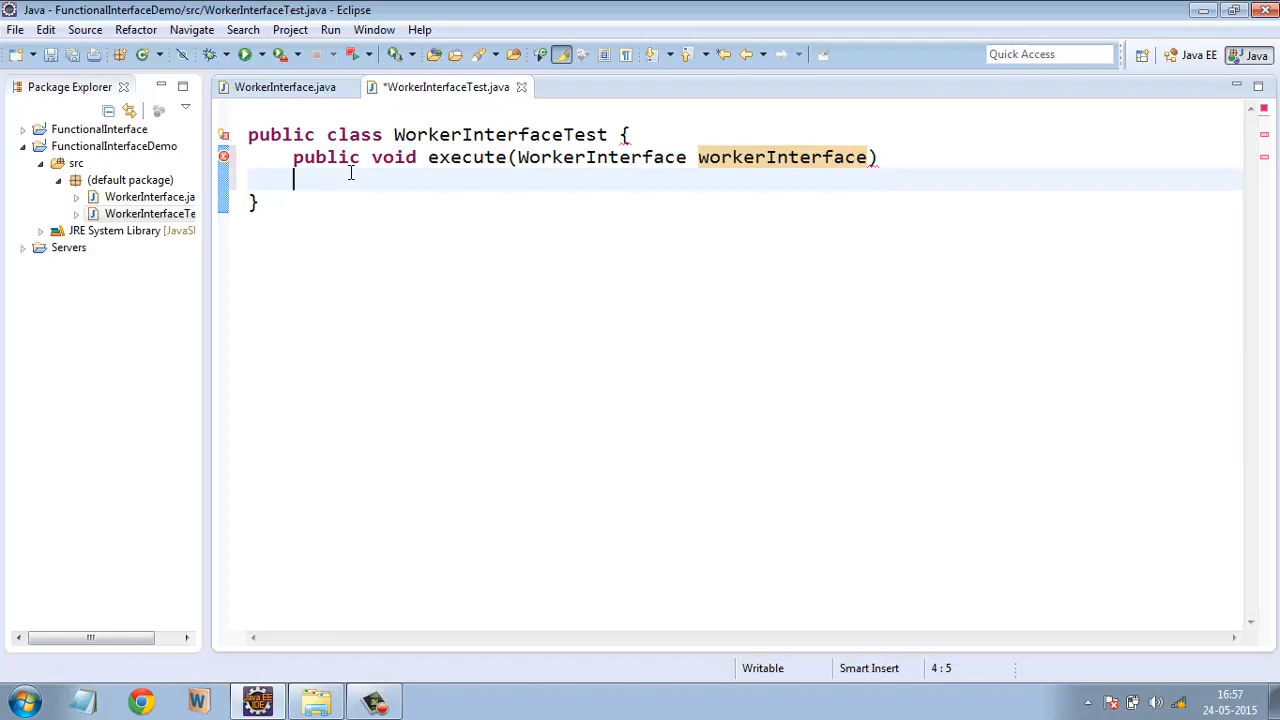 Java - FunctionalInterfaceDemo/src/WorkerInterfaceTest.java - Eclipse
File Edit Source Refactor Navigate Search Project Run Window Help
Quick Access
Java EE
Java
Package Explorer
FunctionalInterface
FunctionalInterfaceDemo
src
(default package)
WorkerInterface.ja
WorkerInterfaceTe
JRE System Library [JavaS
Servers
WorkerInterface.java
*WorkerInterfaceTest.java
public class WorkerInterfaceTest {
public void execute(WorkerInterface workerInterface)
}
Writable
Smart Insert
4 : 5
Java EE
IDE
16:57
24-05-2015